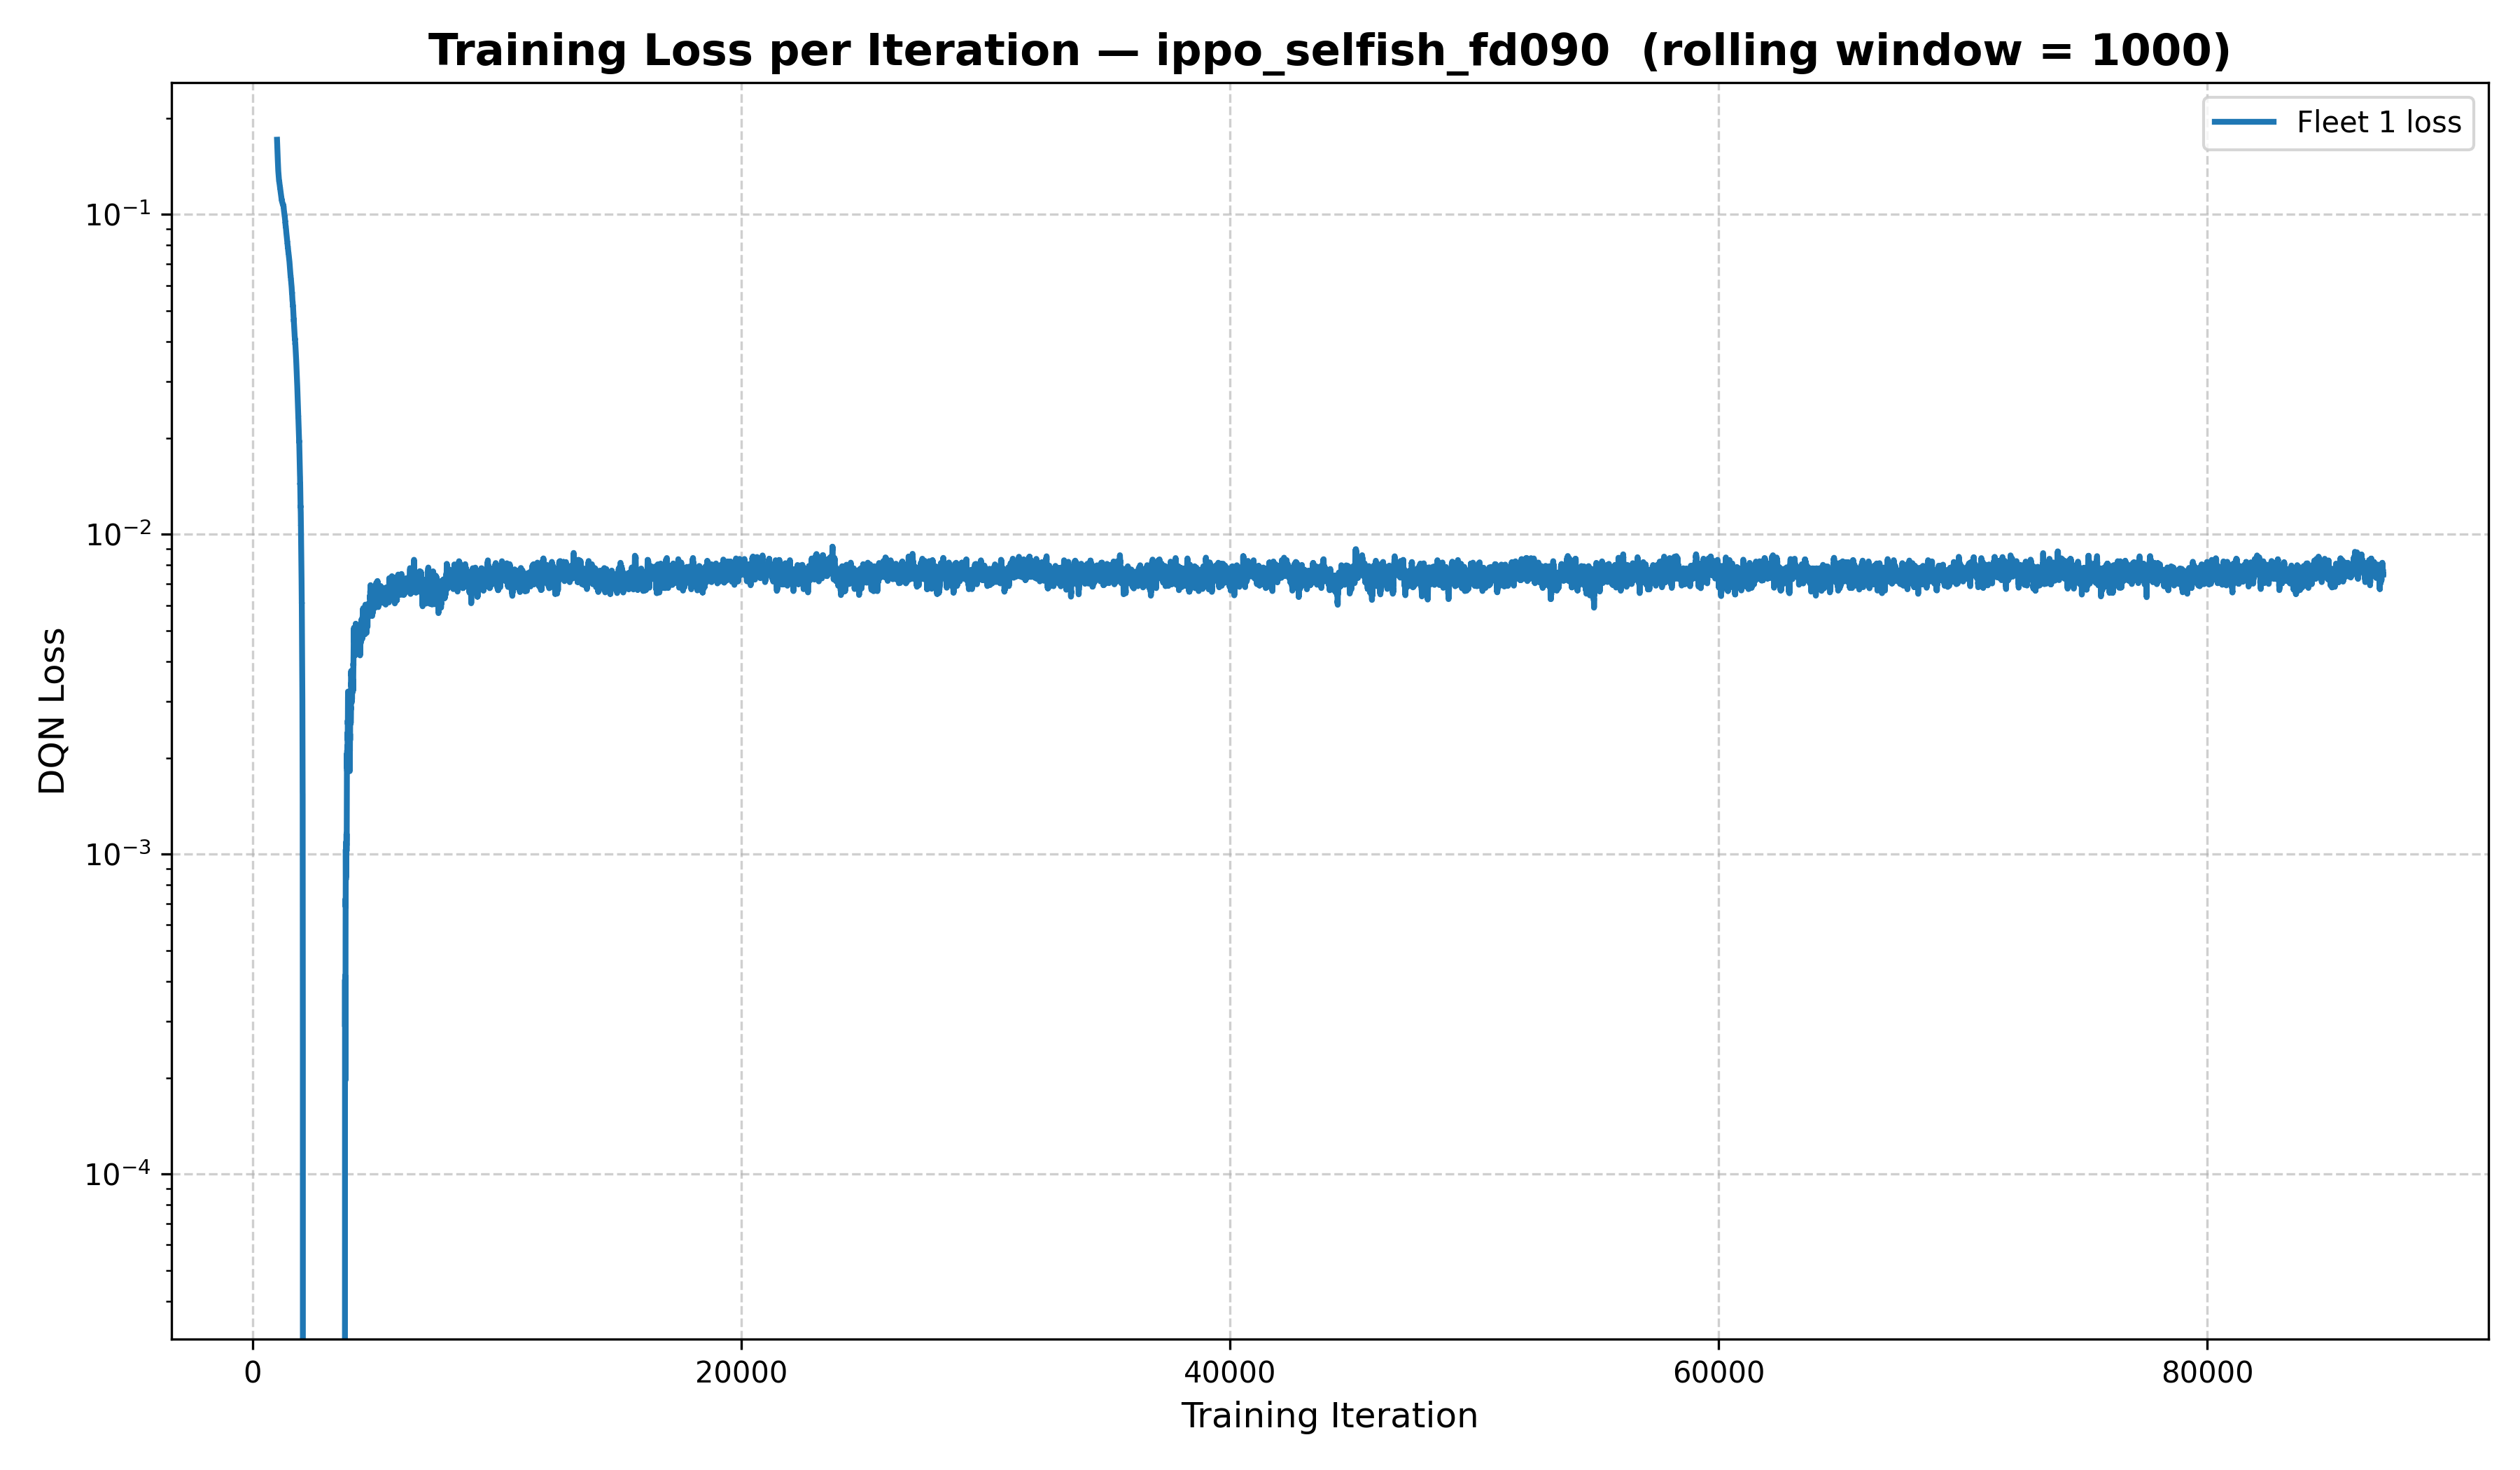 Training Loss per Iteration — ippo_selfish_fd090  (rolling window = 1000)
Fleet 1 loss
10⁻¹
10⁻²
10⁻³
10⁻⁴
DQN Loss
0 20000 40000 60000 80000
Training Iteration